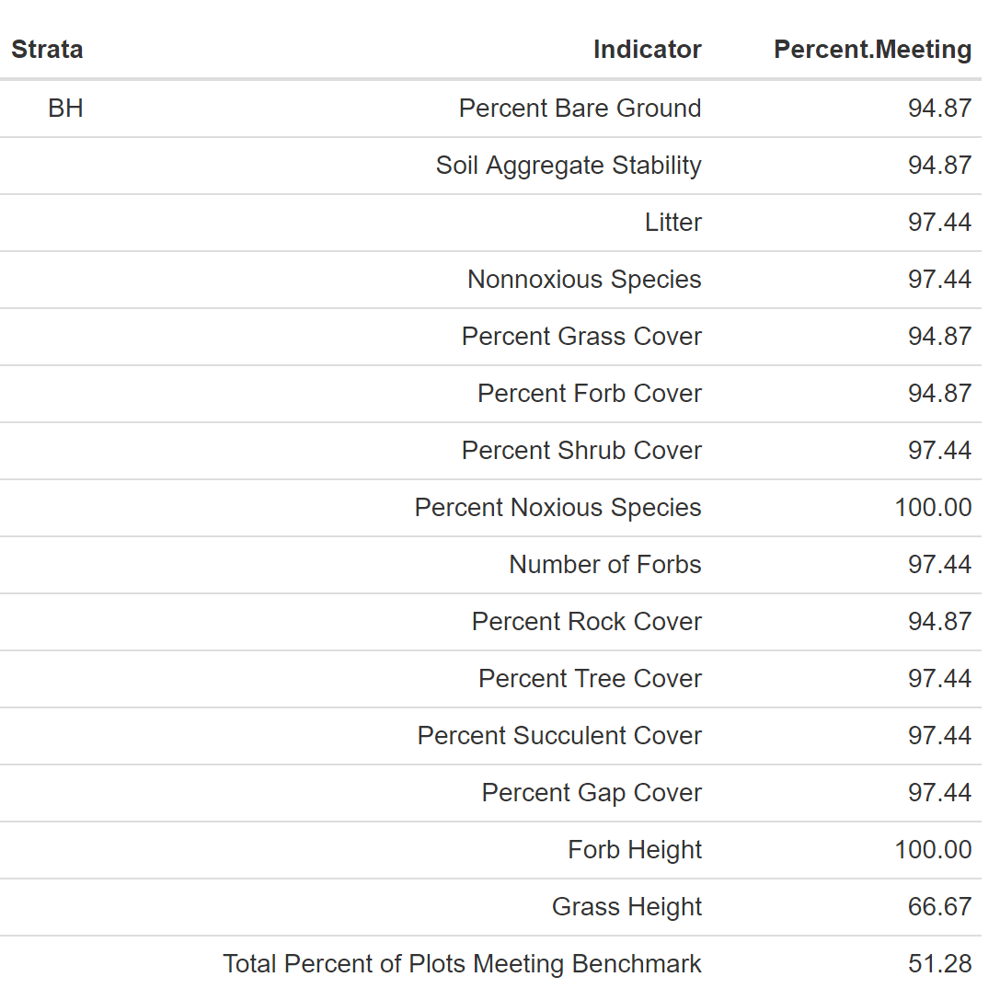 Strata Indicator Percent.Meeting
BH Percent Bare Ground 94.87
Soil Aggregate Stability 94.87
Litter 97.44
Nonnoxious Species 97.44
Percent Grass Cover 94.87
Percent Forb Cover 94.87
Percent Shrub Cover 97.44
Percent Noxious Species 100.00
Number of Forbs 97.44
Percent Rock Cover 94.87
Percent Tree Cover 97.44
Percent Succulent Cover 97.44
Percent Gap Cover 97.44
Forb Height 100.00
Grass Height 66.67
Total Percent of Plots Meeting Benchmark 51.28